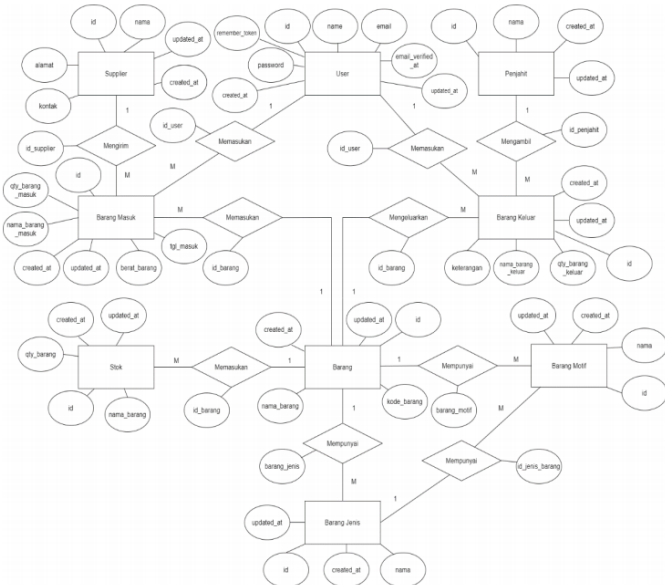 id
nama
updated_at
alamat
Supplier
created_at
kontak
1
id_supplier
Mengirim
M
remember_token
id
name
email
password
User
email_verified
_at
created_at
updated_at
1
1
id_user
Memasukan
M
id_user
Memasukan
M
id
nama
created_at
Penjahit
updated_at
1
id_penjahit
Mengambil
M
qty_barang
_masuk
id
nama_barang
_masuk
Barang Masuk
created_at
updated_at
berat_barang
tgl_masuk
M
Memasukan
id_barang
1
Mengeluarkan
M
id_barang
1
created_at
updated_at
Barang Keluar
keterangan
nama_barang
_keluar
qty_barang
_keluar
id
created_at
updated_at
qty_barang
Stok
id
nama_barang
M
Memasukan
1
id_barang
created_at
updated_at
id
Barang
nama_barang
kode_barang
1
Mempunyai
M
barang_motif
updated_at
created_at
nama
Barang Motif
id
1
barang_jenis
Mempunyai
M
M
Mempunyai
id_jenis_barang
1
updated_at
Barang Jenis
id
created_at
nama